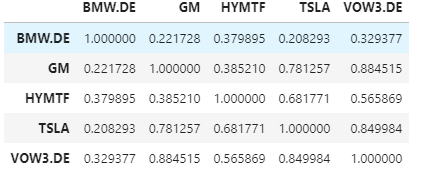 BMW.DE GM HYMTF TSLA VOW3.DE
BMW.DE 1.000000 0.221728 0.379895 0.208293 0.329377
GM 0.221728 1.000000 0.385210 0.781257 0.884515
HYMTF 0.379895 0.385210 1.000000 0.681771 0.565869
TSLA 0.208293 0.781257 0.681771 1.000000 0.849984
VOW3.DE 0.329377 0.884515 0.565869 0.849984 1.000000